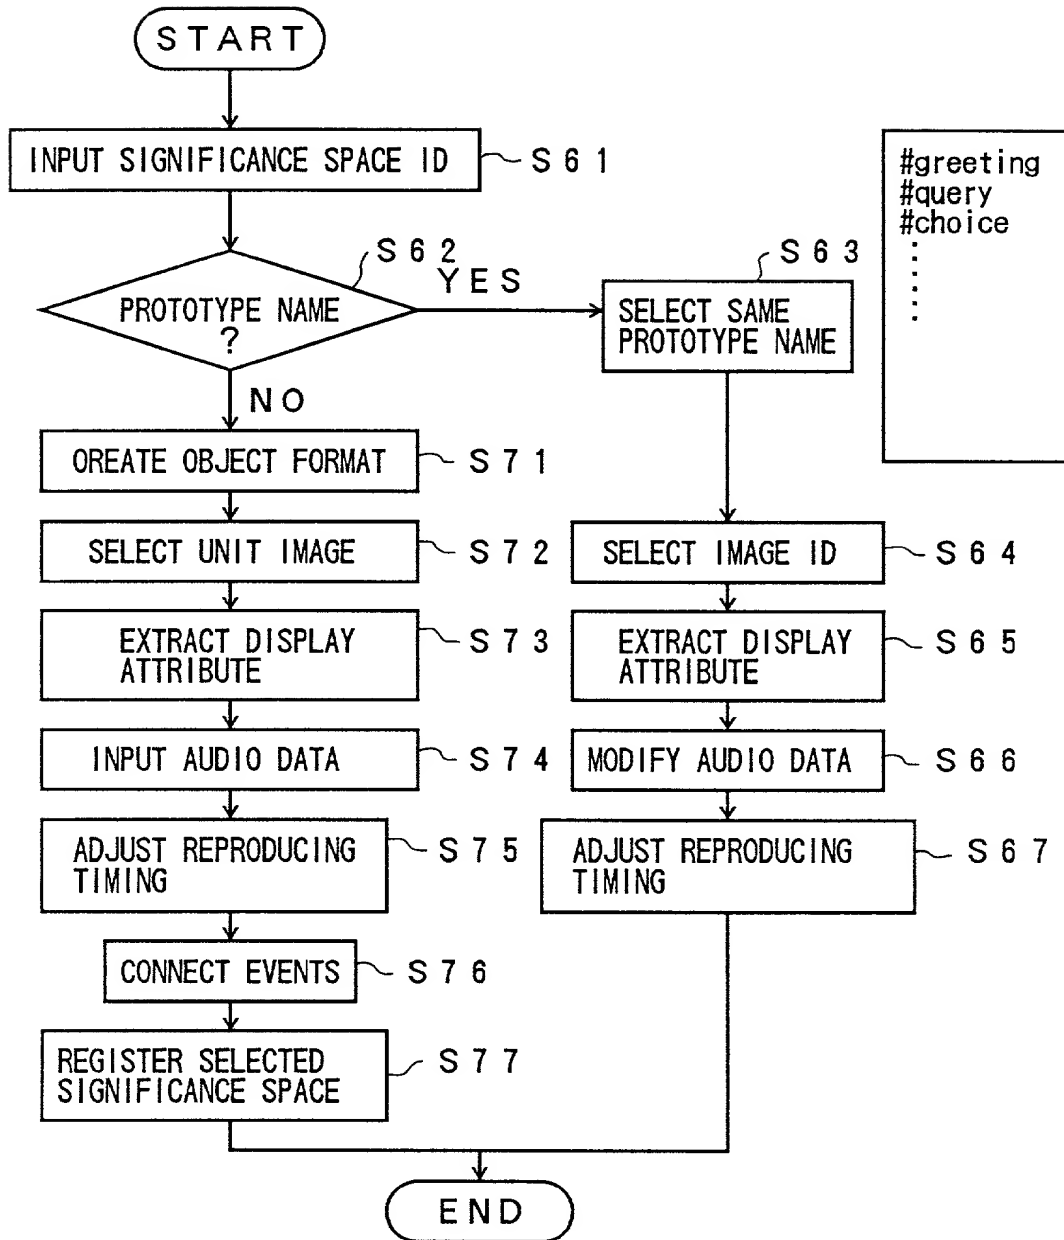 START
INPUT SIGNIFICANCE SPACE ID
S61
#greeting
#query
#choice
S62
PROTOTYPE NAME
?
YES
S63
SELECT SAME
PROTOTYPE NAME
NO
OREATE OBJECT FORMAT
S71
SELECT UNIT IMAGE
S72
SELECT IMAGE ID
S64
EXTRACT DISPLAY
ATTRIBUTE
S73
EXTRACT DISPLAY
ATTRIBUTE
S65
INPUT AUDIO DATA
S74
MODIFY AUDIO DATA
S66
ADJUST REPRODUCING
TIMING
S75
ADJUST REPRODUCING
TIMING
S67
CONNECT EVENTS
S76
REGISTER SELECTED
SIGNIFICANCE SPACE
S77
END